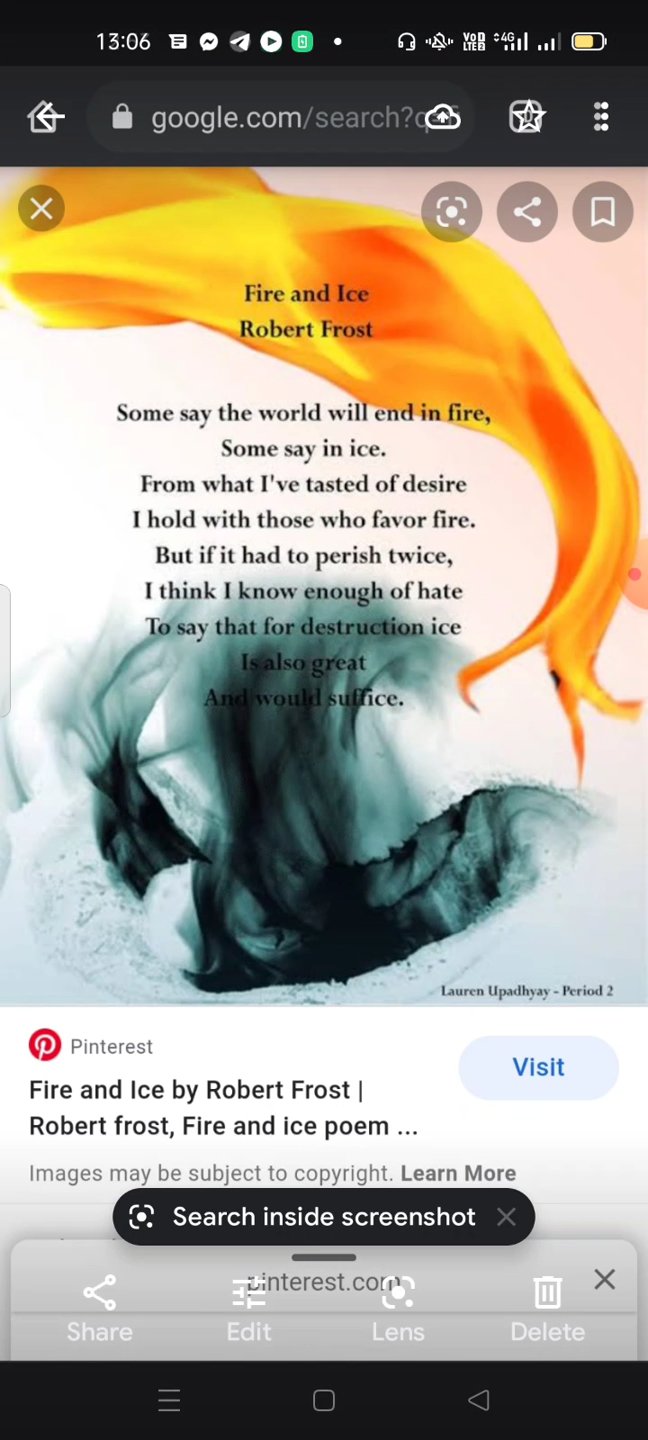 13:06
VoD
LTE2
4G
google.com/search?q
Fire and Ice
Robert Frost
Some say the world will end in fire,
Some say in ice.
From what I've tasted of desire
I hold with those who favor fire.
But if it had to perish twice,
I think I know enough of hate
To say that for destruction ice
Is also great
And would suffice.
Lauren Upadhyay - Period 2
Pinterest
Visit
Fire and Ice by Robert Frost |
Robert frost, Fire and ice poem ...
Images may be subject to copyright. Learn More
Search inside screenshot
pinterest.com
Share Edit Lens Delete